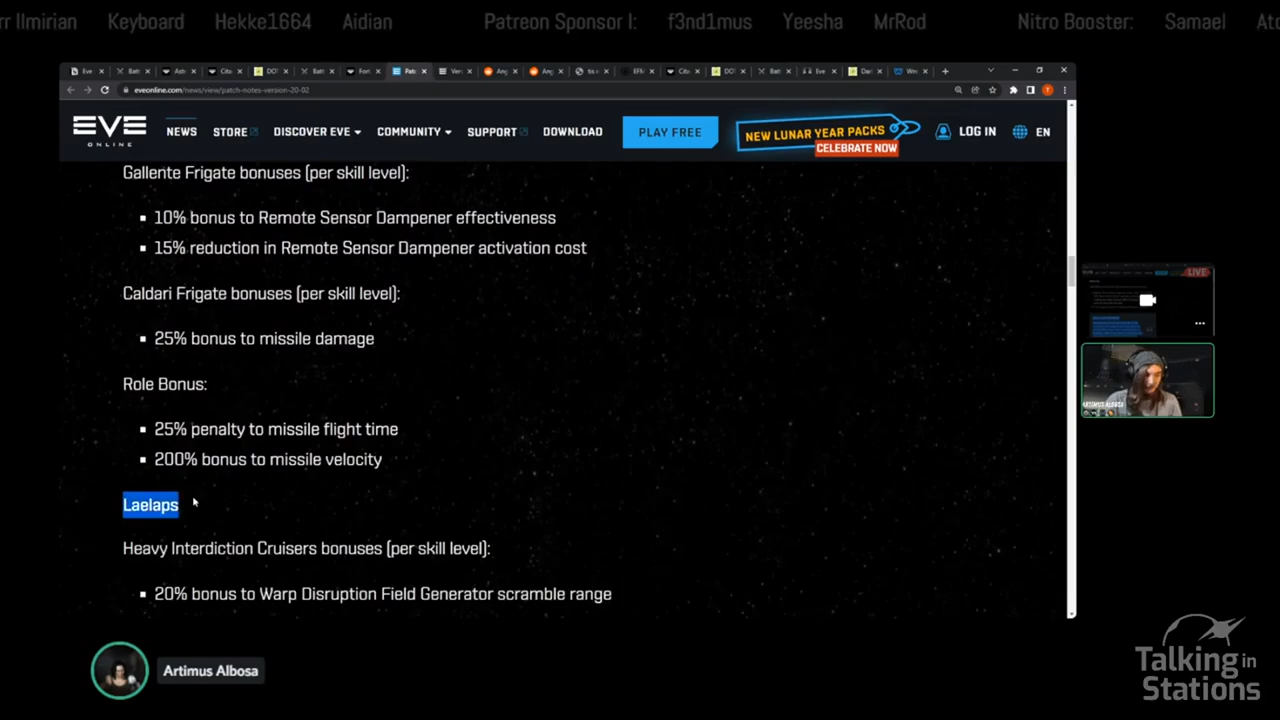 rr Ilmirian Keyboard Hekke1664 Aidian Patreon Sponsor I: f3nd1mus Yeesha MrRod Nitro Booster: Samael
eveonline.com/news/view/patch-notes-version-20-02
EVE
ONLINE
NEWS STORE DISCOVER EVE COMMUNITY SUPPORT DOWNLOAD PLAY FREE NEW LUNAR YEAR PACKS LOG IN EN
CELEBRATE NOW
Gallente Frigate bonuses (per skill level):
10% bonus to Remote Sensor Dampener effectiveness
15% reduction in Remote Sensor Dampener activation cost
Caldari Frigate bonuses (per skill level):
LIVE
25% bonus to missile damage
Role Bonus:
ARTIMUS ALBOSA
25% penalty to missile flight time
200% bonus to missile velocity
Laelaps
Heavy Interdiction Cruisers bonuses (per skill level):
20% bonus to Warp Disruption Field Generator scramble range
Artimus Albosa
Talking in
Stations